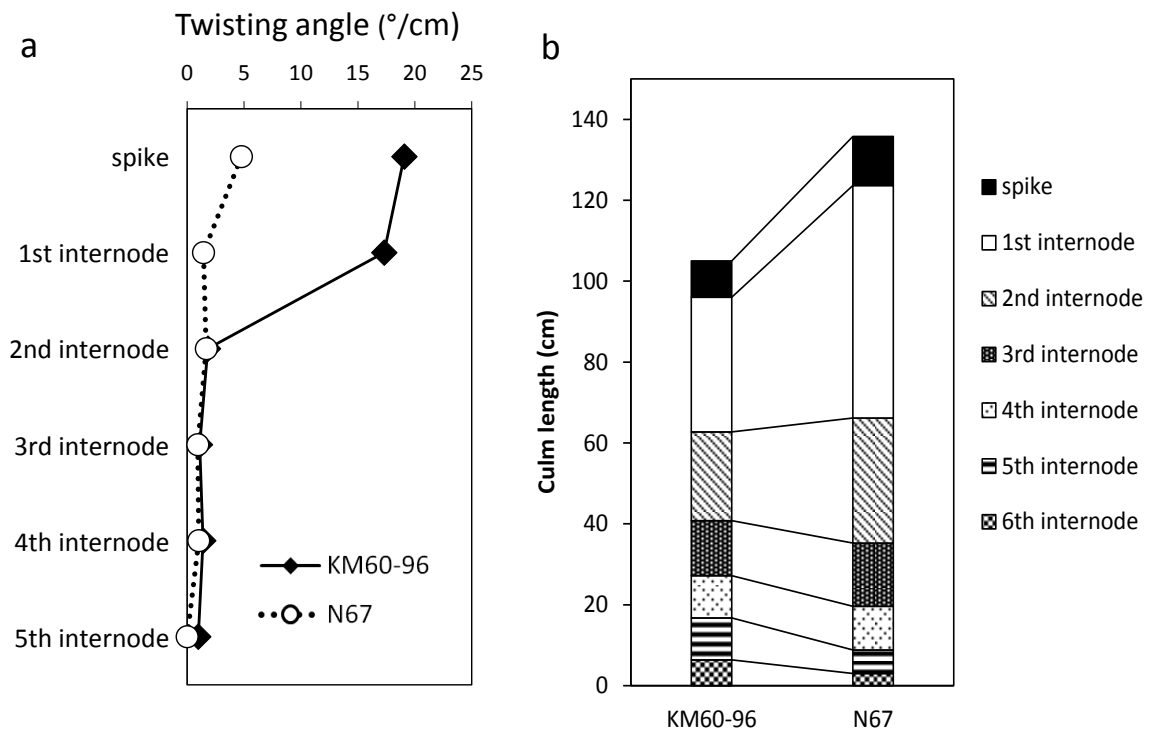 a
Twisting angle (°/cm)
0 5 10 15 20 25
spike
1st internode
2nd internode
3rd internode
4th internode
5th internode
KM60-96
N67
b
Culm length (cm)
140
120
100
80
60
40
20
0
KM60-96 N67
spike
1st internode
2nd internode
3rd internode
4th internode
5th internode
6th internode